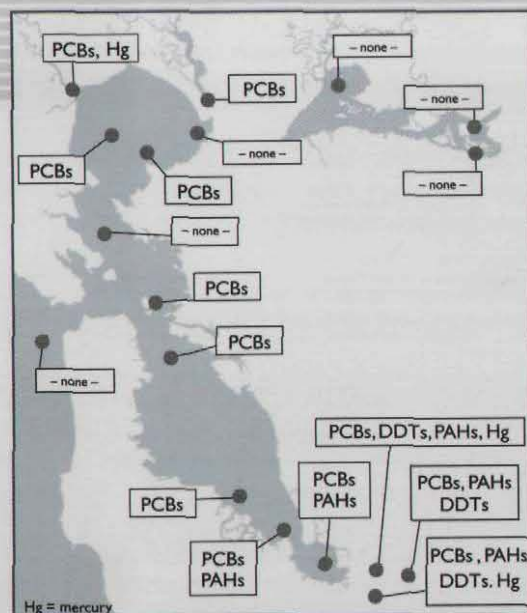 PCBs, Hg
PCBs
– none –
– none –
– none –
– none –
PCBs
PCBs
– none –
PCBs
PCBs
– none –
PCBs, DDTs, PAHs, Hg
PCBs
PAHs
PCBs, PAHs
DDTs
PCBs
PCBs
PAHs
PCBs, PAHs
DDTs. Hg
Hg = mercury